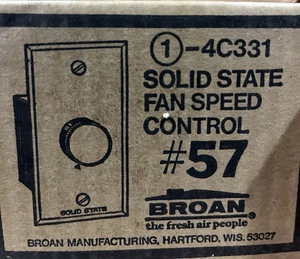 ①-4C331
SOLID STATE
FAN SPEED
CONTROL
#57
SOLID STATE
BROAN®
the fresh air people
BROAN MANUFACTURING, HARTFORD, WIS. 53027